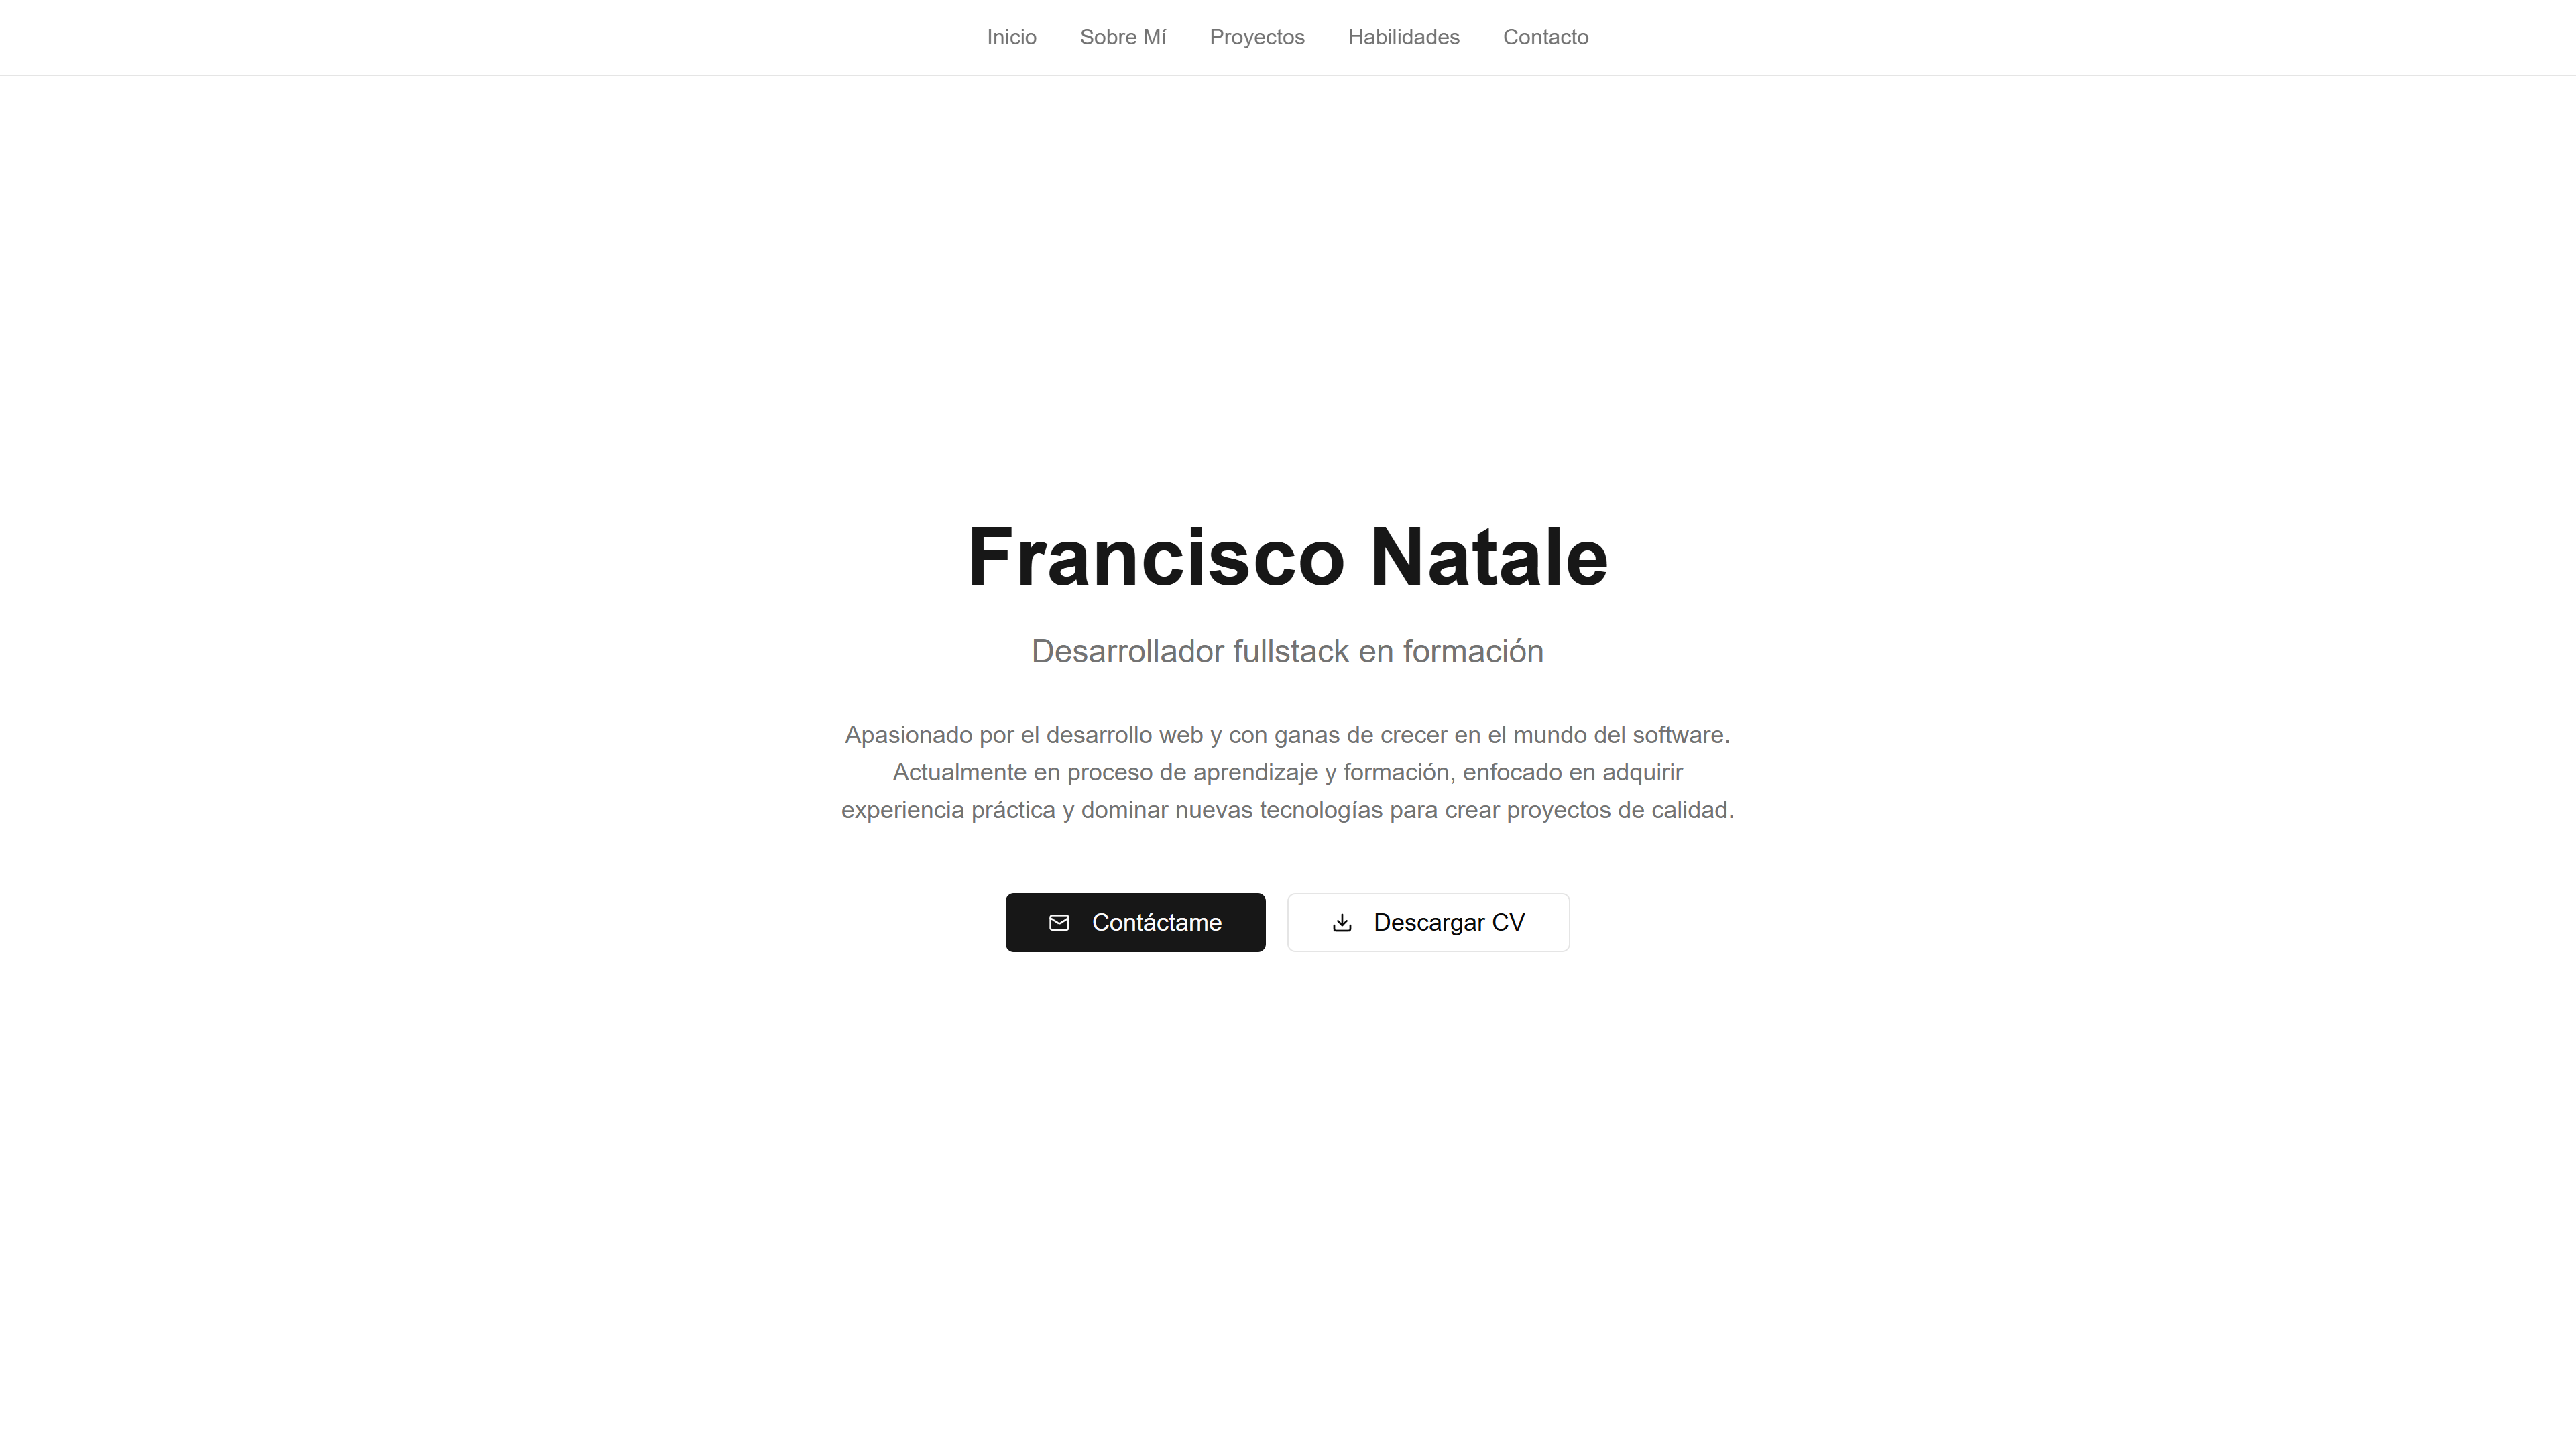 Inicio Sobre Mí Proyectos Habilidades Contacto
Francisco Natale
Desarrollador fullstack en formación
Apasionado por el desarrollo web y con ganas de crecer en el mundo del software.
Actualmente en proceso de aprendizaje y formación, enfocado en adquirir
experiencia práctica y dominar nuevas tecnologías para crear proyectos de calidad.
Contáctame Descargar CV